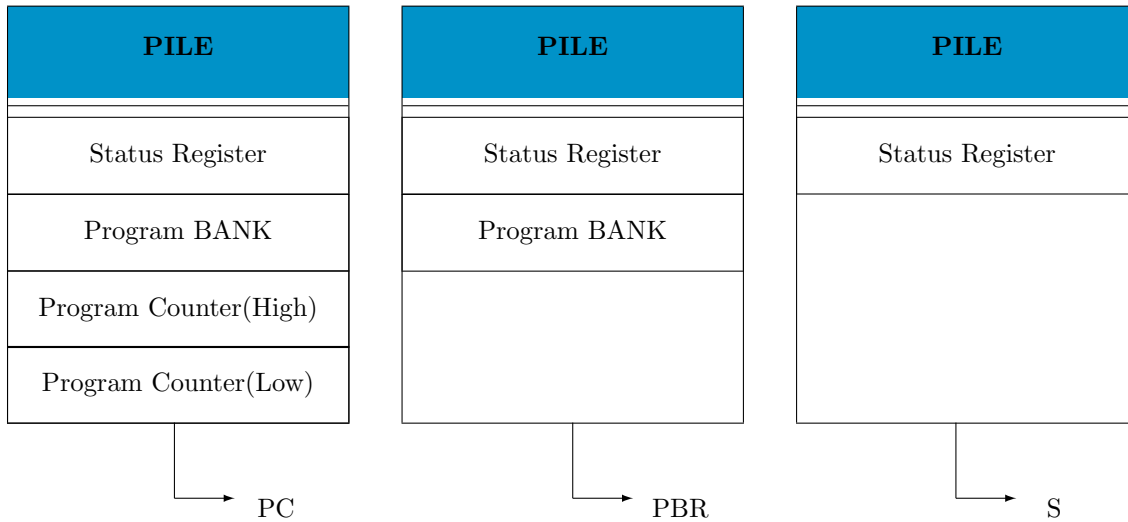 PILE
Status Register
Program BANK
Program Counter(High)
Program Counter(Low)
PC
PILE
Status Register
Program BANK
PBR
PILE
Status Register
S